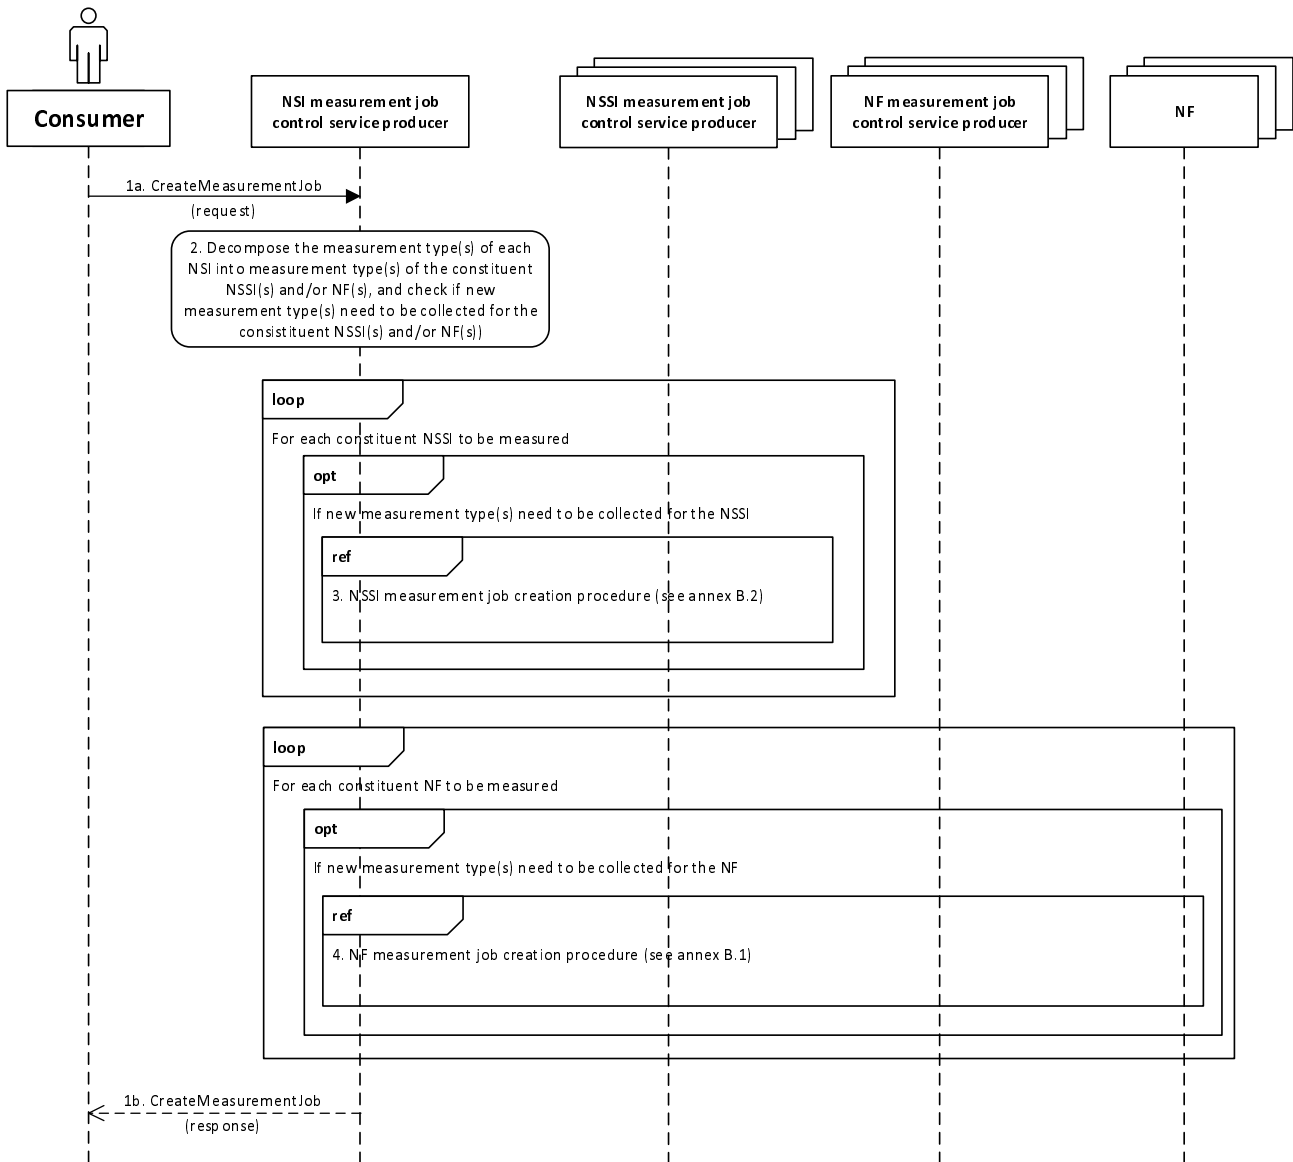 Consumer
NSI measurement job
control service producer
NSSI measurement job
control service producer
NF measurement job
control service producer
NF
1a. CreateMeasurementJob
(request)
2. Decompose the measurement type(s) of each
NSI into measurement type(s) of the constituent
NSSI(s) and/or NF(s), and check if new
measurement type(s) need to be collected for the
consistituent NSSI(s) and/or NF(s))
loop
For each constituent NSSI to be measured
opt
If new measurement type(s) need to be collected for the NSSI
ref
3. NSSI measurement job creation procedure (see annex B.2)
loop
For each constituent NF to be measured
opt
If new measurement type(s) need to be collected for the NF
ref
4. NF measurement job creation procedure (see annex B.1)
1b. CreateMeasurementJob
(response)